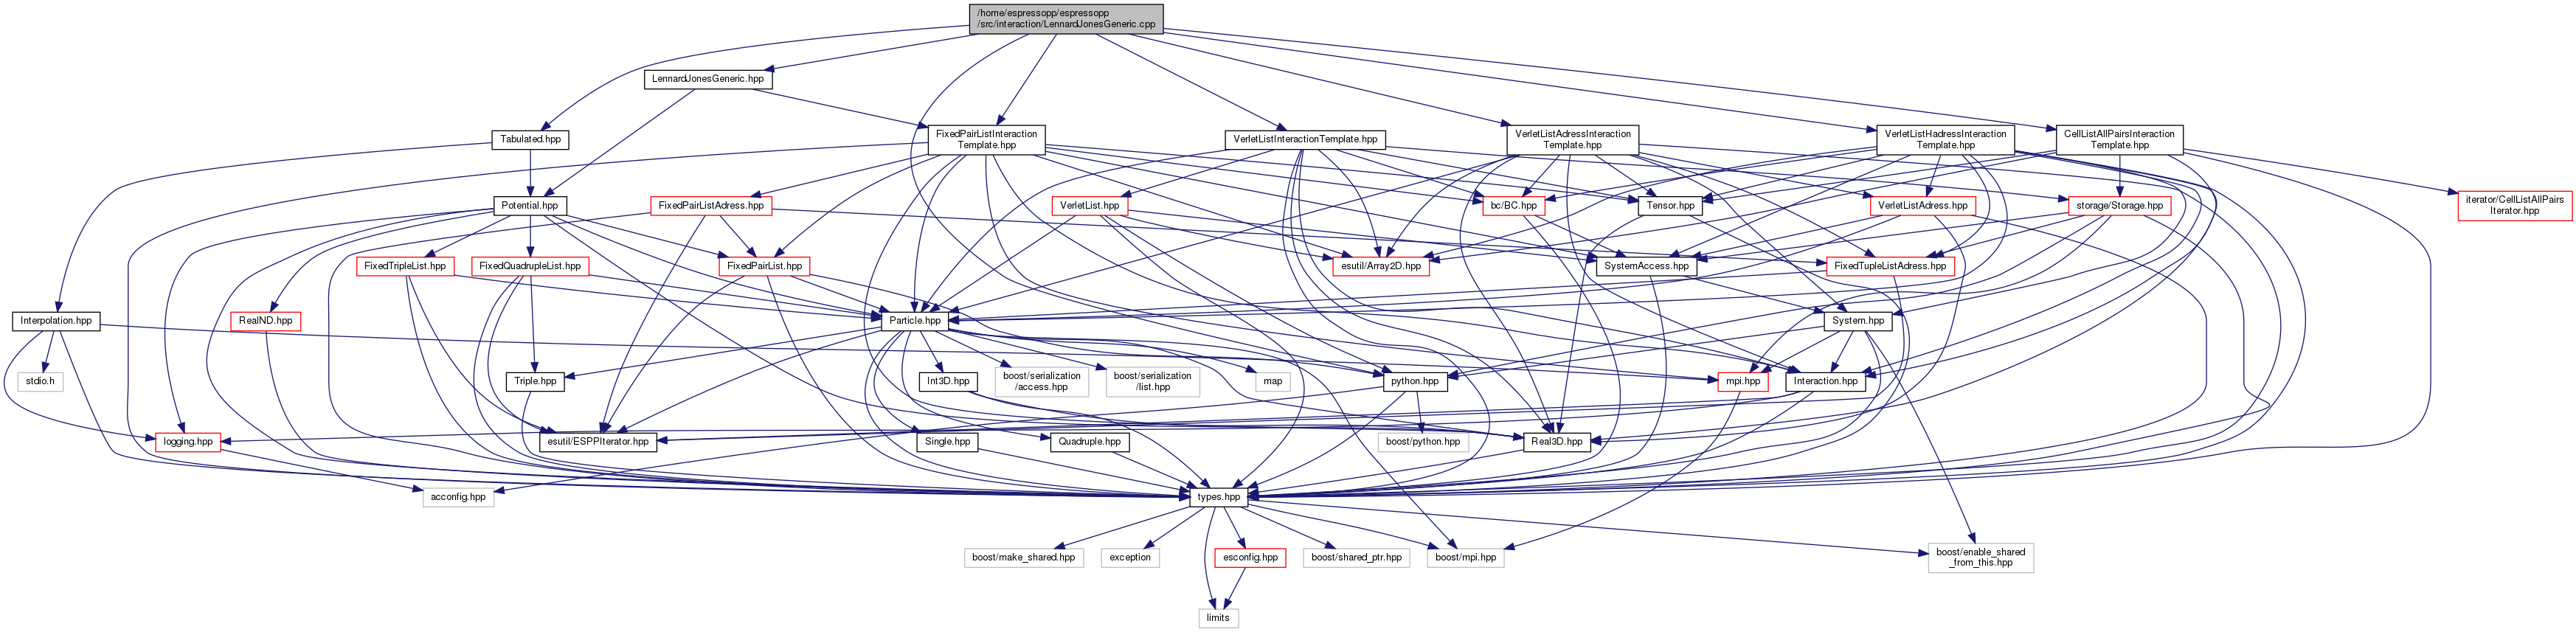 /home/espressopp/espressopp
/src/interaction/LennardJonesGeneric.cpp
LennardJonesGeneric.hpp
Tabulated.hpp
FixedPairListInteraction
Template.hpp
VerletListInteractionTemplate.hpp
VerletListAdressInteraction
Template.hpp
VerletListHadressInteraction
Template.hpp
CellListAllPairsInteraction
Template.hpp
Potential.hpp
FixedPairListAdress.hpp
VerletList.hpp
bc/BC.hpp
Tensor.hpp
VerletListAdress.hpp
storage/Storage.hpp
iterator/CellListAllPairs
Iterator.hpp
FixedTripleList.hpp
FixedQuadrupleList.hpp
FixedPairList.hpp
esutil/Array2D.hpp
SystemAccess.hpp
FixedTupleListAdress.hpp
Interpolation.hpp
RealND.hpp
Particle.hpp
System.hpp
stdio.h
Triple.hpp
Int3D.hpp
boost/serialization
/access.hpp
boost/serialization
/list.hpp
map
python.hpp
mpi.hpp
Interaction.hpp
logging.hpp
esutil/ESPPIterator.hpp
Single.hpp
Quadruple.hpp
boost/python.hpp
Real3D.hpp
acconfig.hpp
types.hpp
boost/make_shared.hpp
exception
esconfig.hpp
boost/shared_ptr.hpp
boost/mpi.hpp
boost/enable_shared
_from_this.hpp
limits